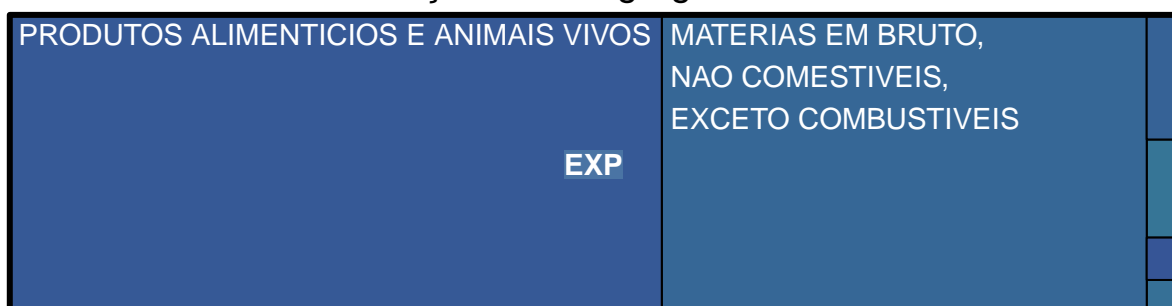 PRODUTOS ALIMENTICIOS E ANIMAIS VIVOS
MATERIAS EM BRUTO,
NAO COMESTIVEIS,
EXCETO COMBUSTIVEIS
EXP